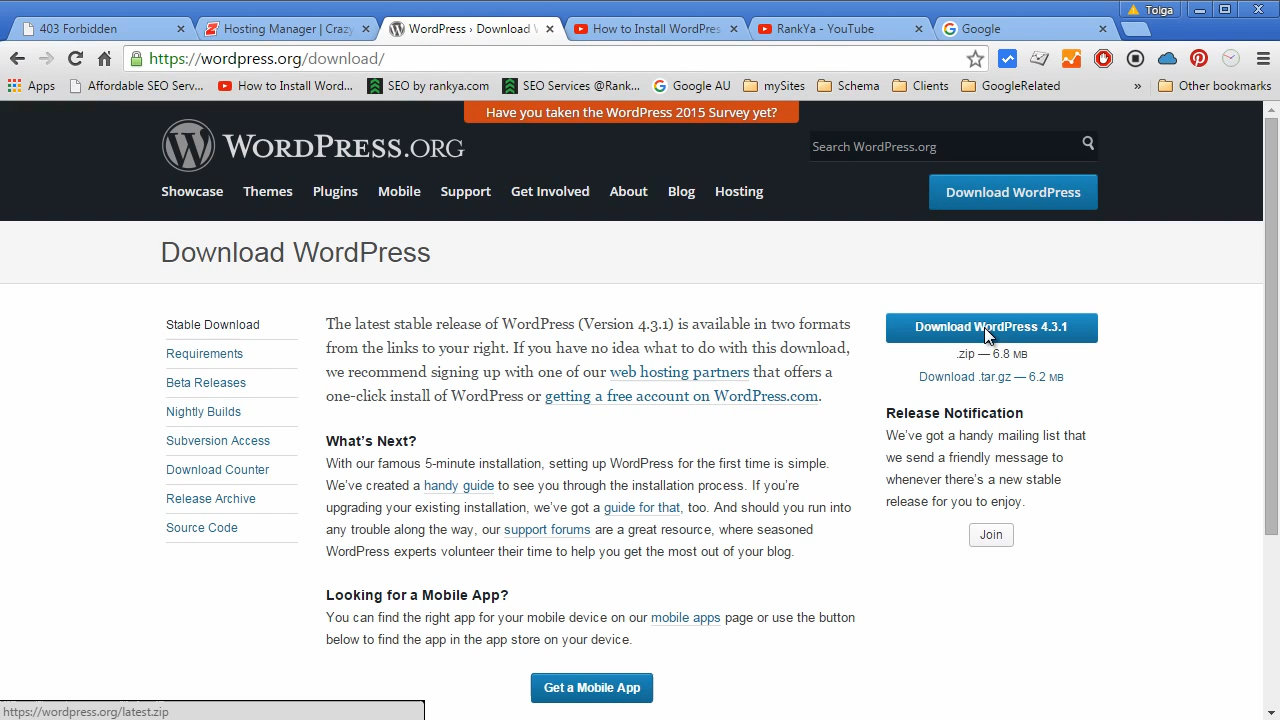 Tolga
403 Forbidden
Hosting Manager | Crazy
WordPress › Download
How to Install WordPress
RankYa - YouTube
Google
https://wordpress.org/download/
Apps
Affordable SEO Serv...
How to Install Word...
SEO by rankya.com
SEO Services @Rank...
Google AU
mySites
Schema
Clients
GoogleRelated
»
Other bookmarks
Have you taken the WordPress 2015 Survey yet?
WORDPRESS.ORG
Search WordPress.org
Showcase
Themes
Plugins
Mobile
Support
Get Involved
About
Blog
Hosting
Download WordPress
Download WordPress
Stable Download
Requirements
Beta Releases
Nightly Builds
Subversion Access
Download Counter
Release Archive
Source Code
The latest stable release of WordPress (Version 4.3.1) is available in two formats
from the links to your right. If you have no idea what to do with this download,
we recommend signing up with one of our web hosting partners that offers a
one-click install of WordPress or getting a free account on WordPress.com.
What's Next?
With our famous 5-minute installation, setting up WordPress for the first time is simple.
We've created a handy guide to see you through the installation process. If you're
upgrading your existing installation, we've got a guide for that, too. And should you run into
any trouble along the way, our support forums are a great resource, where seasoned
WordPress experts volunteer their time to help you get the most out of your blog.
Looking for a Mobile App?
You can find the right app for your mobile device on our mobile apps page or use the button
below to find the app in the app store on your device.
Get a Mobile App
Download WordPress 4.3.1
.zip — 6.8 MB
Download .tar.gz — 6.2 MB
Release Notification
We've got a handy mailing list that
we send a friendly message to
whenever there's a new stable
release for you to enjoy.
Join
https://wordpress.org/latest.zip